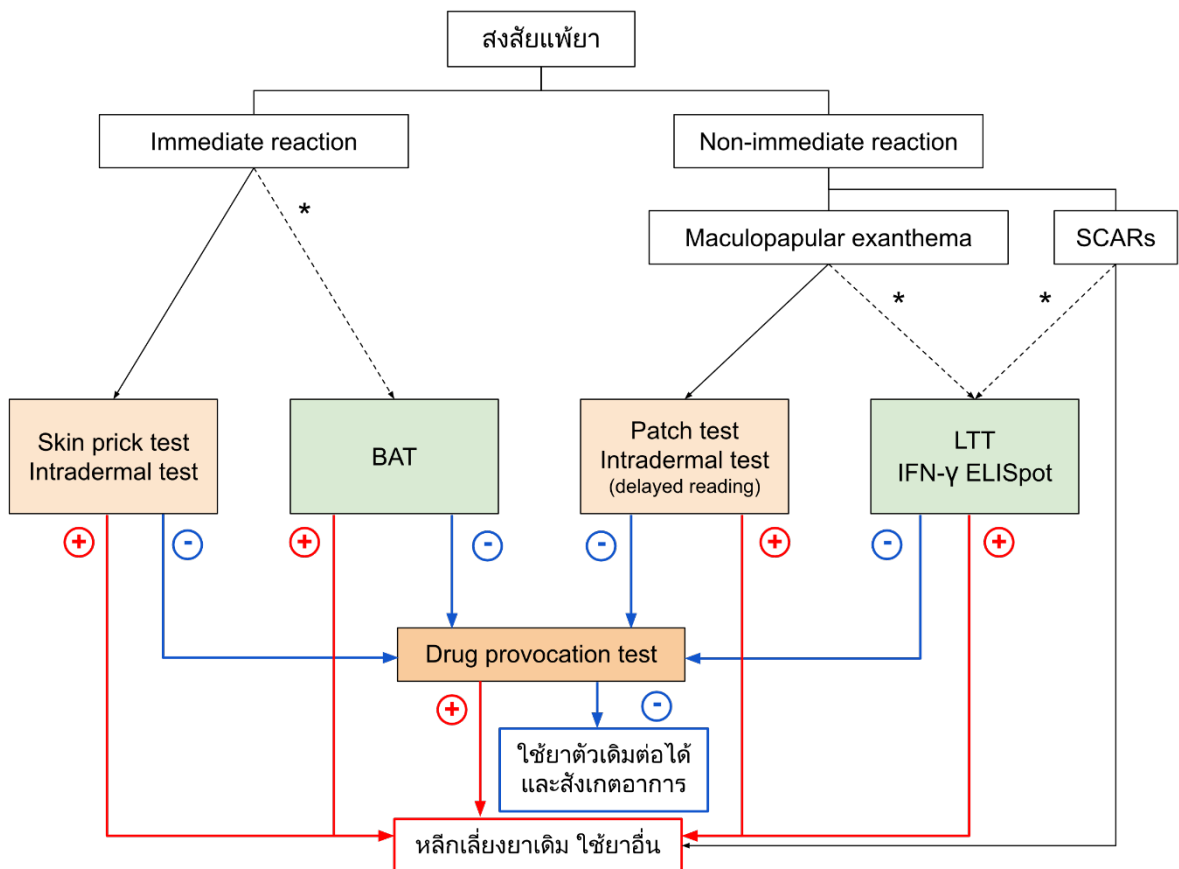 สงสัยแพ้ยา
Immediate reaction
Non-immediate reaction
*
Maculopapular exanthema
SCARs
*
*
Skin prick test
Intradermal test
BAT
Patch test
Intradermal test
(delayed reading)
LTT
IFN-γ ELISpot
+
-
+
-
-
+
-
+
Drug provocation test
+
-
ใช้ยาตัวเดิมต่อได้
และสังเกตอาการ
หลีกเลี่ยงยาเดิม ใช้ยาอื่น